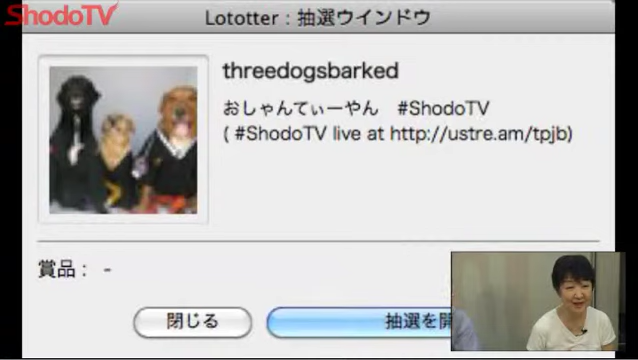 ShodoTV
Lototter : 抽選ウインドウ
threedogsbarked
おしゃんてぃーやん #ShodoTV
( #ShodoTV live at http://ustre.am/tpjb)
賞品： -
閉じる
抽選を開